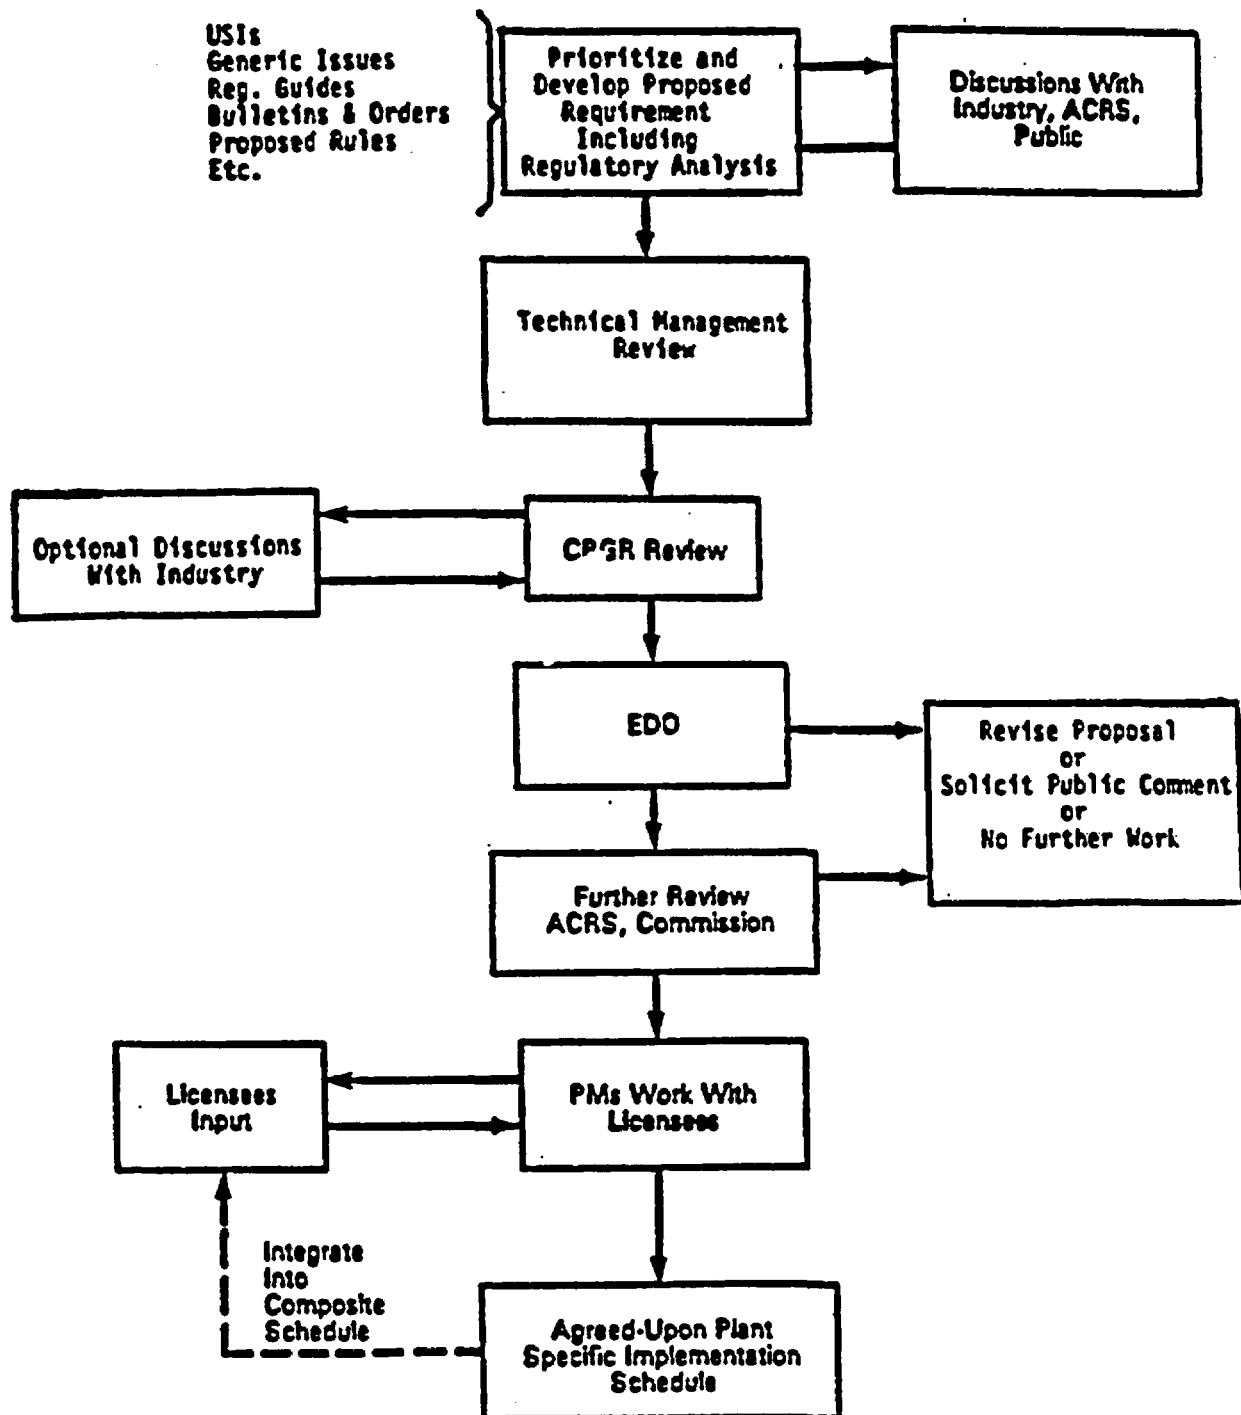 USIs
Generic Issues
Reg. Guides
Bulletins & Orders
Proposed Rules
Etc.
Prioritize and
Develop Proposed
Requirement
Including
Regulatory Analysis
Discussions With
Industry, ACRS,
Public
Technical Management
Review
Optional Discussions
With Industry
CPGR Review
EDO
Revise Proposal
or
Solicit Public Comment
or
No Further Work
Further Review
ACRS, Commission
Licensees
Input
PMs Work With
Licensees
Integrate
Into
Composite
Schedule
Agreed-Upon Plant
Specific Implementation
Schedule